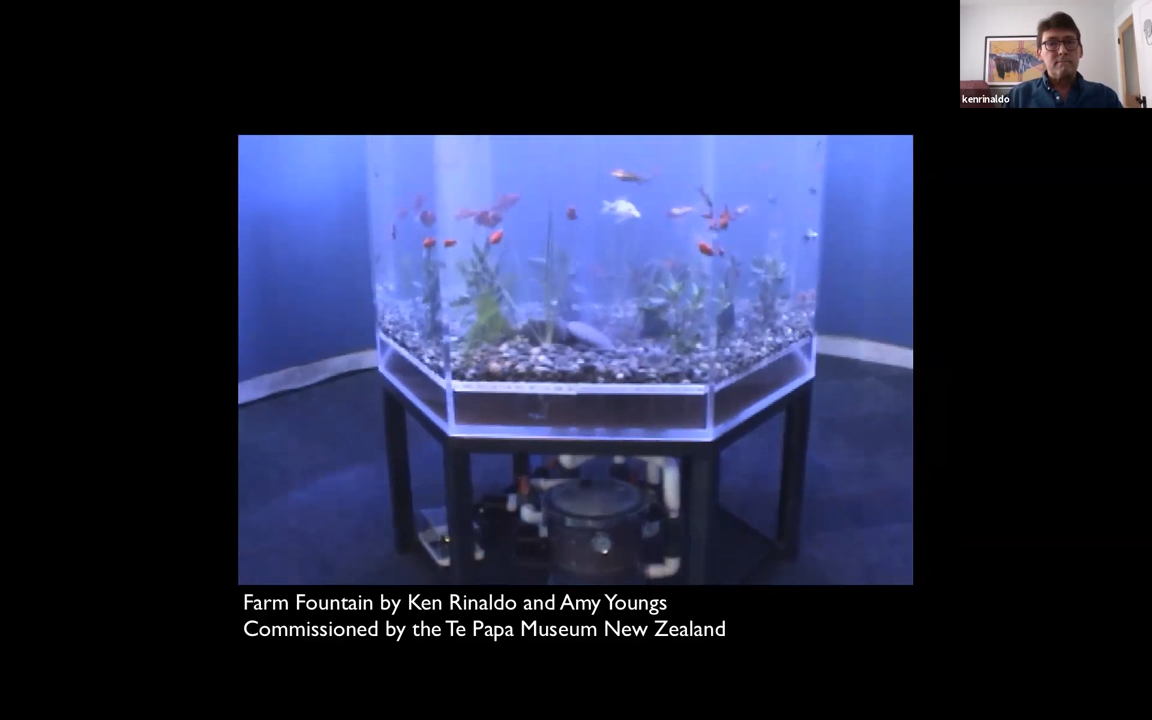 kenrinaldo
Farm Fountain by Ken Rinaldo and Amy Youngs
Commissioned by the Te Papa Museum New Zealand